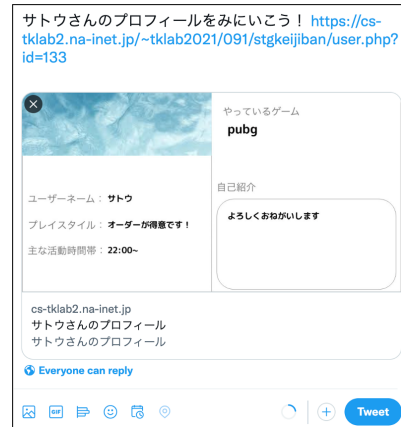 サトウさんのプロフィールをみにいこう！ https://cs-
tklab2.na-inet.jp/~tklab2021/091/stgkeijiban/user.php?
id=133
やっているゲーム
pubg
ユーザーネーム： サトウ
プレイスタイル： オーダーが得意です！
主な活動時間帯： 22:00~
自己紹介
よろしくおねがいします
cs-tklab2.na-inet.jp
サトウさんのプロフィール
サトウさんのプロフィール
Everyone can reply
GIF
Tweet